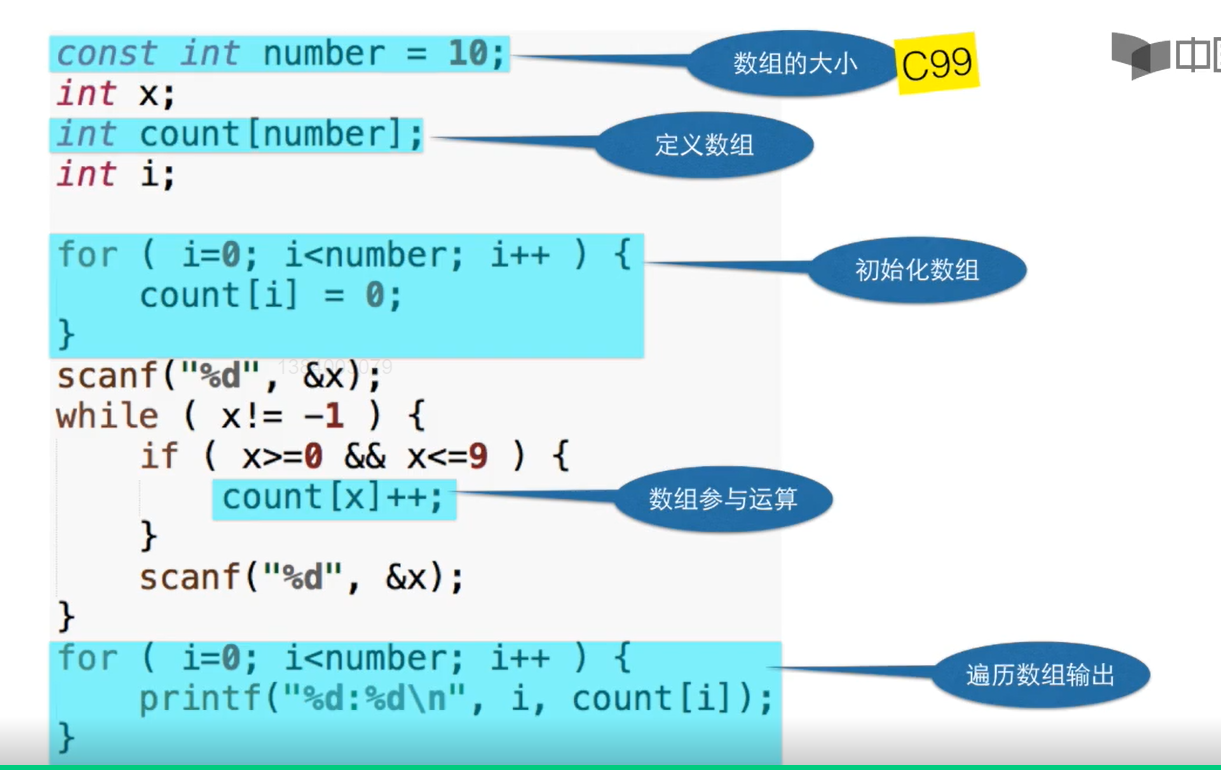 const int number = 10;
数组的大小
C99
中
int x;
int count[number];
定义数组
int i;
for ( i=0; i<number; i++ ) {
初始化数组
count[i] = 0;
}
scanf("%d", &x);
while ( x!= -1 ) {
if ( x>=0 && x<=9 ) {
count[x]++;
数组参与运算
}
scanf("%d", &x);
}
for ( i=0; i<number; i++ ) {
遍历数组输出
printf("%d:%d\n", i, count[i]);
}